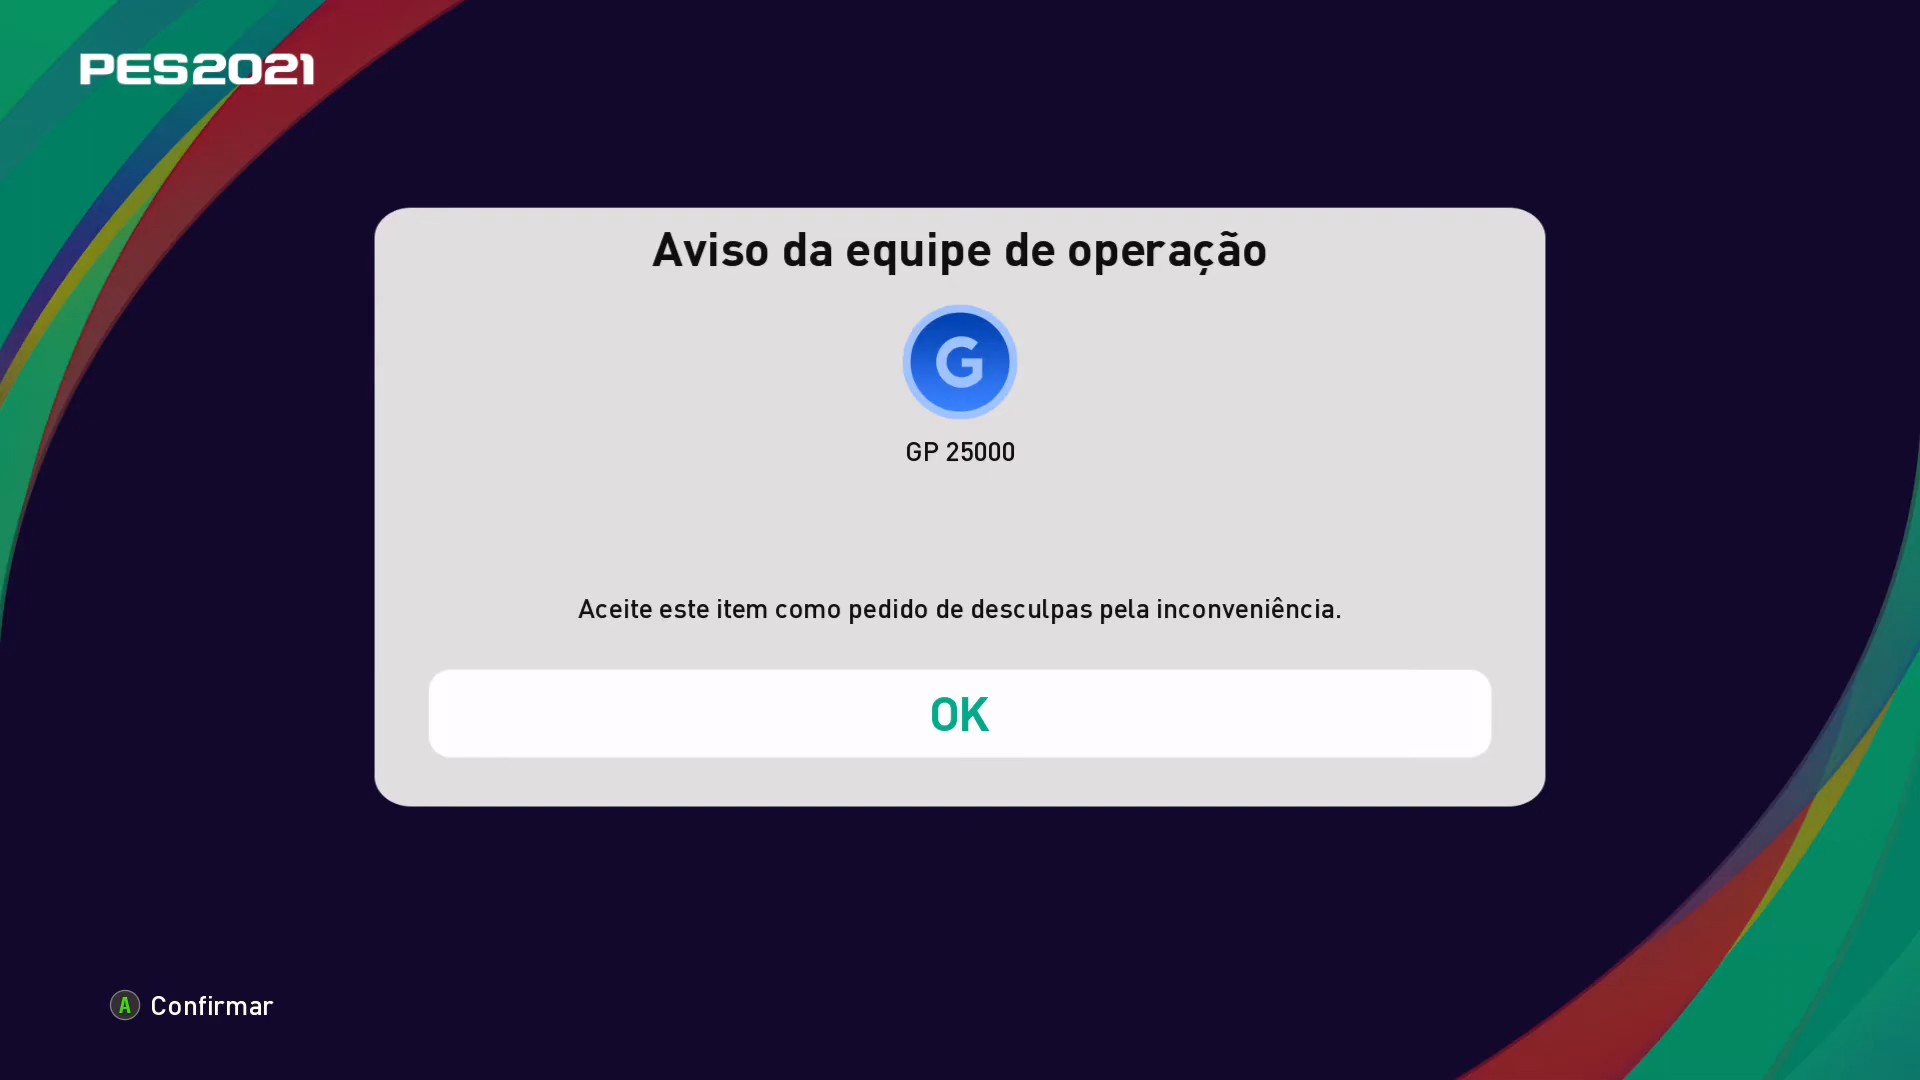 PES2021
Aviso da equipe de operação
G
GP 25000
Aceite este item como pedido de desculpas pela inconveniência.
OK
A Confirmar